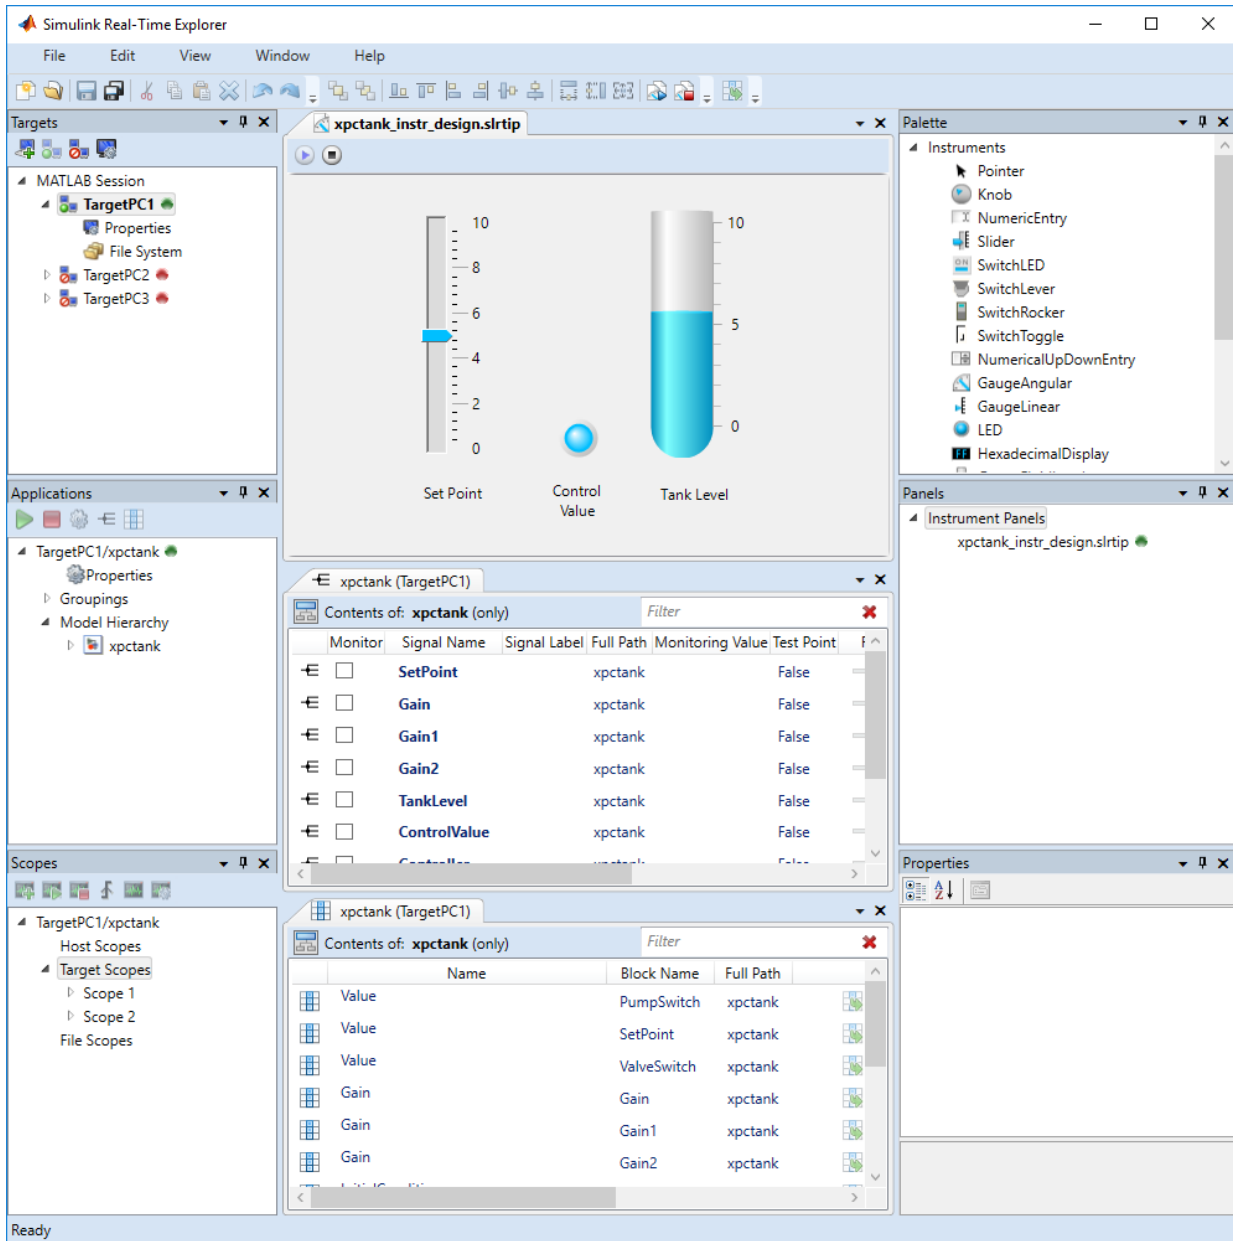 Simulink Real-Time Explorer
File Edit View Window Help
Targets
MATLAB Session
TargetPC1
Properties
File System
TargetPC2
TargetPC3
xpctank_instr_design.slrtip
10
8
6
4
2
0
Set Point
Control
Value
10
5
0
Tank Level
Palette
Instruments
Pointer
Knob
NumericEntry
Slider
SwitchLED
SwitchLever
SwitchRocker
SwitchToggle
NumericalUpDownEntry
GaugeAngular
GaugeLinear
LED
HexadecimalDisplay
Applications
TargetPC1/xpctank
Properties
Groupings
Model Hierarchy
xpctank
Panels
Instrument Panels
xpctank_instr_design.slrtip
xpctank (TargetPC1)
Contents of: xpctank (only) Filter
Monitor Signal Name Signal Label Full Path Monitoring Value Test Point
SetPoint xpctank False
Gain xpctank False
Gain1 xpctank False
Gain2 xpctank False
TankLevel xpctank False
ControlValue xpctank False
Scopes
TargetPC1/xpctank
Host Scopes
Target Scopes
Scope 1
Scope 2
File Scopes
xpctank (TargetPC1)
Contents of: xpctank (only) Filter
Name Block Name Full Path
Value PumpSwitch xpctank
Value SetPoint xpctank
Value ValveSwitch xpctank
Gain Gain xpctank
Gain Gain1 xpctank
Gain Gain2 xpctank
Properties
Ready